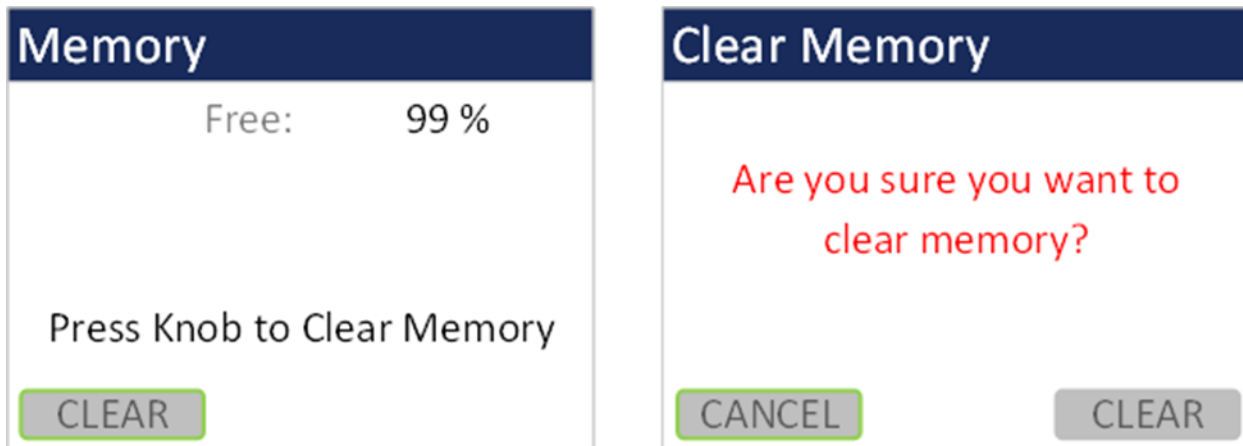 Memory
Free: 99 %
Press Knob to Clear Memory
CLEAR
Clear Memory
Are you sure you want to
clear memory?
CANCEL CLEAR